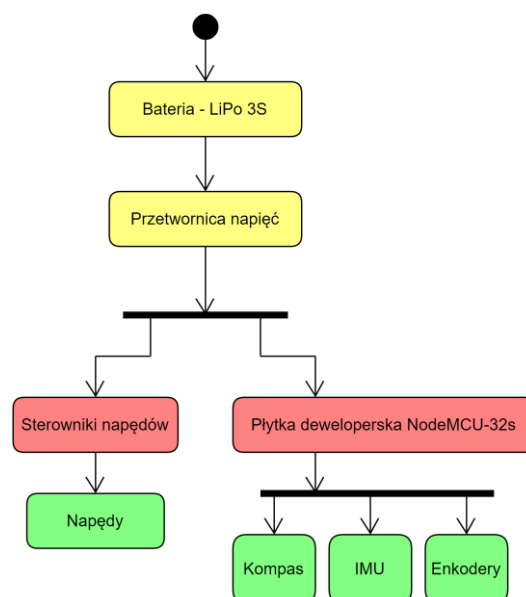 Bateria - LiPo 3S
Przetwornica napięć
Sterowniki napędów
Płytka deweloperska NodeMCU-32s
Napędy
Kompas
IMU
Enkodery